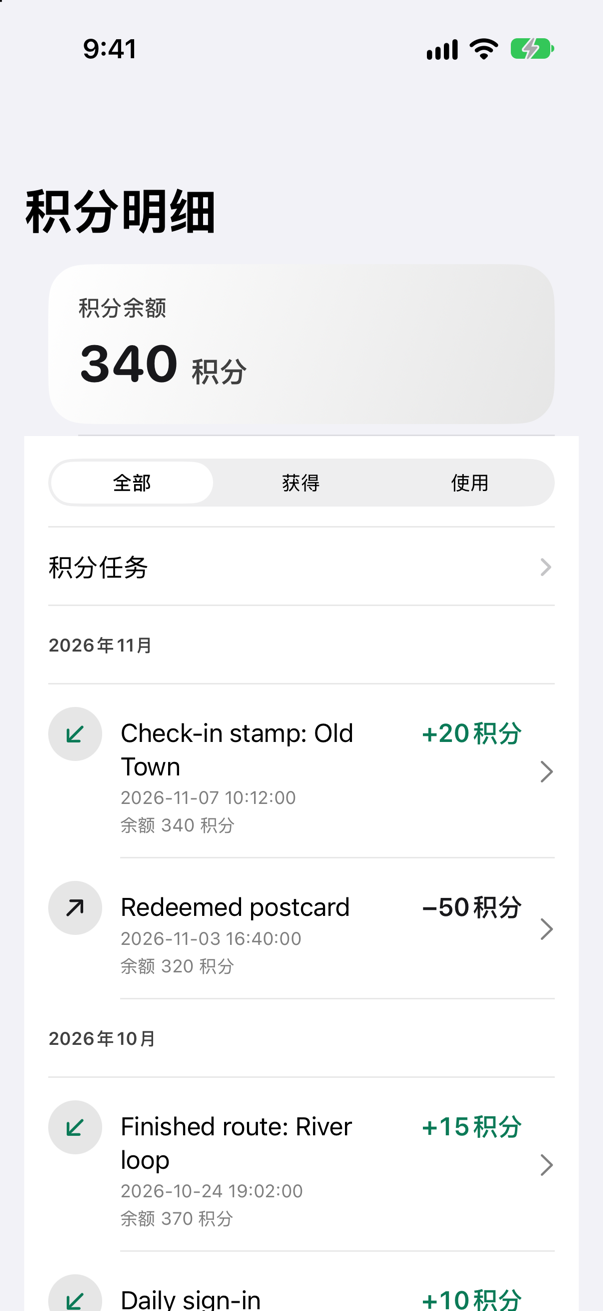 9:41
积分明细
积分余额
340 积分
全部
获得
使用
积分任务
2026年11月
Check-in stamp: Old
Town
+20积分
2026-11-07 10:12:00
余额 340 积分
Redeemed postcard
−50积分
2026-11-03 16:40:00
余额 320 积分
2026年10月
Finished route: River
loop
+15积分
2026-10-24 19:02:00
余额 370 积分
Daily sign-in
+10积分